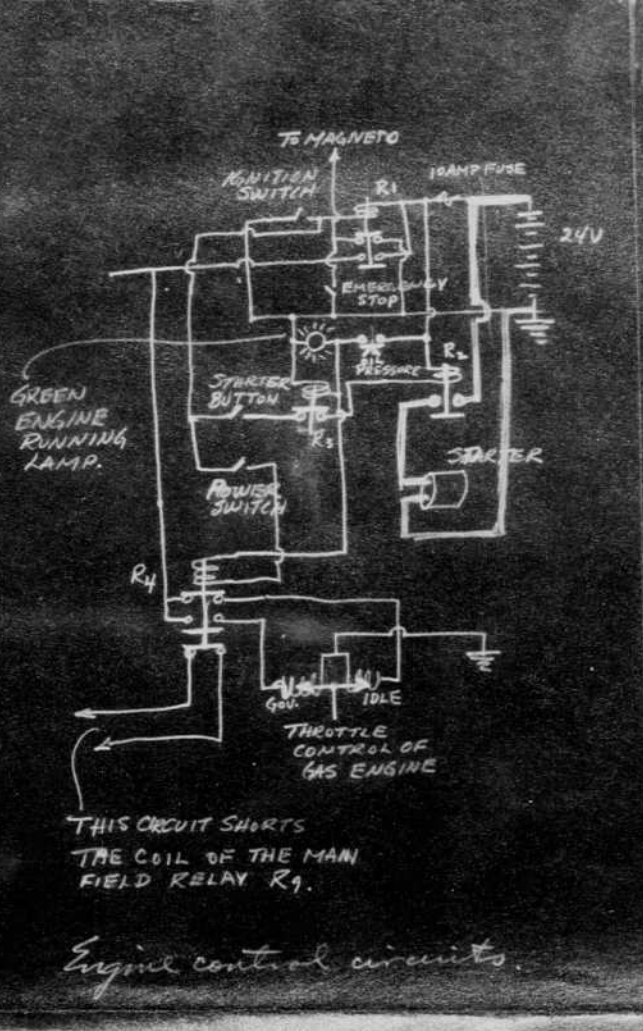 TO MAGNETO
IGNITION
SWITCH
R1
10 AMP FUSE
24V
EMERGENCY
STOP
OIL
PRESSURE
R2
GREEN
ENGINE
RUNNING
LAMP.
STARTER
BUTTON
R3
STARTER
POWER
SWITCH
R4
GOV.
IDLE
THROTTLE
CONTROL OF
GAS ENGINE
THIS CIRCUIT SHORTS
THE COIL OF THE MAIN
FIELD RELAY R9.
Engine control circuits.